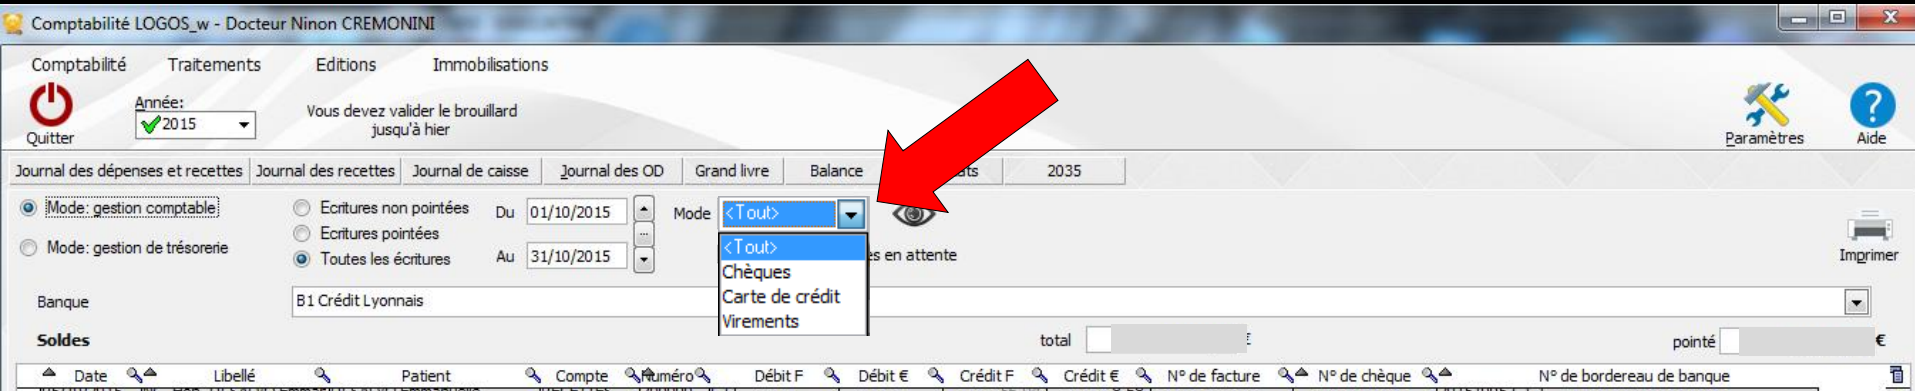 Comptabilité LOGOS_w - Docteur Ninon CREMONINI
Comptabilité Traitements Editions Immobilisations
Quitter
Année:
2015
Vous devez valider le brouillard
jusqu'à hier
Paramètres
Aide
Journal des dépenses et recettes Journal des recettes Journal de caisse Journal des OD Grand livre Balance 2035
Mode: gestion comptable
Mode: gestion de trésorerie
Ecritures non pointées
Ecritures pointées
Toutes les écritures
Du 01/10/2015
Au 31/10/2015
Mode <Tout>
<Tout>
Chèques
Carte de crédit
Virements
en attente
Imprimer
Banque B1 Crédit Lyonnais
Soldes total pointé €
Date Libellé Patient Compte Numéro Débit F Débit € Crédit F Crédit € N° de facture N° de chèque N° de bordereau de banque